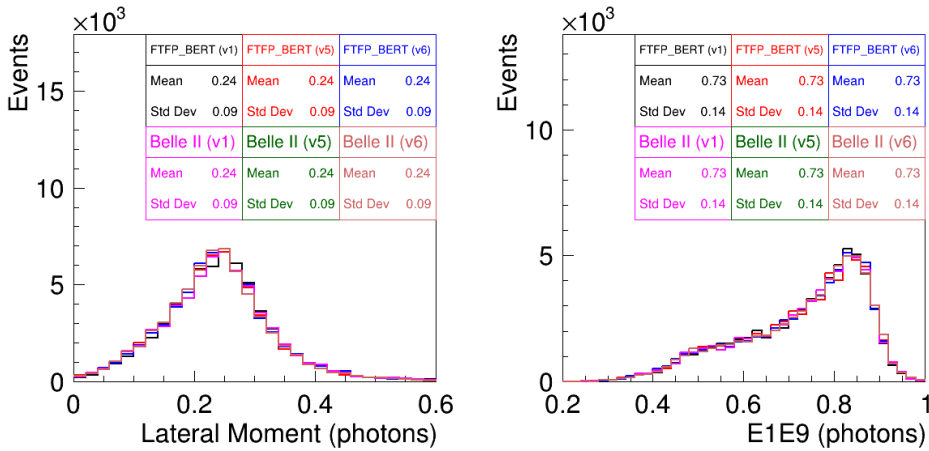 ×10³
Events
FTFP_BERT (v1) FTFP_BERT (v5) FTFP_BERT (v6)
Mean 0.24 Mean 0.24 Mean 0.24
Std Dev 0.09 Std Dev 0.09 Std Dev 0.09
Belle II (v1) Belle II (v5) Belle II (v6)
Mean 0.24 Mean 0.24 Mean 0.24
Std Dev 0.09 Std Dev 0.09 Std Dev 0.09
15
10
5
0
0 0.2 0.4 0.6
Lateral Moment (photons)
×10³
Events
FTFP_BERT (v1) FTFP_BERT (v5) FTFP_BERT (v6)
Mean 0.73 Mean 0.73 Mean 0.73
Std Dev 0.14 Std Dev 0.14 Std Dev 0.14
Belle II (v1) Belle II (v5) Belle II (v6)
Mean 0.73 Mean 0.73 Mean 0.73
Std Dev 0.14 Std Dev 0.14 Std Dev 0.14
10
5
0
0.2 0.4 0.6 0.8 1
E1E9 (photons)